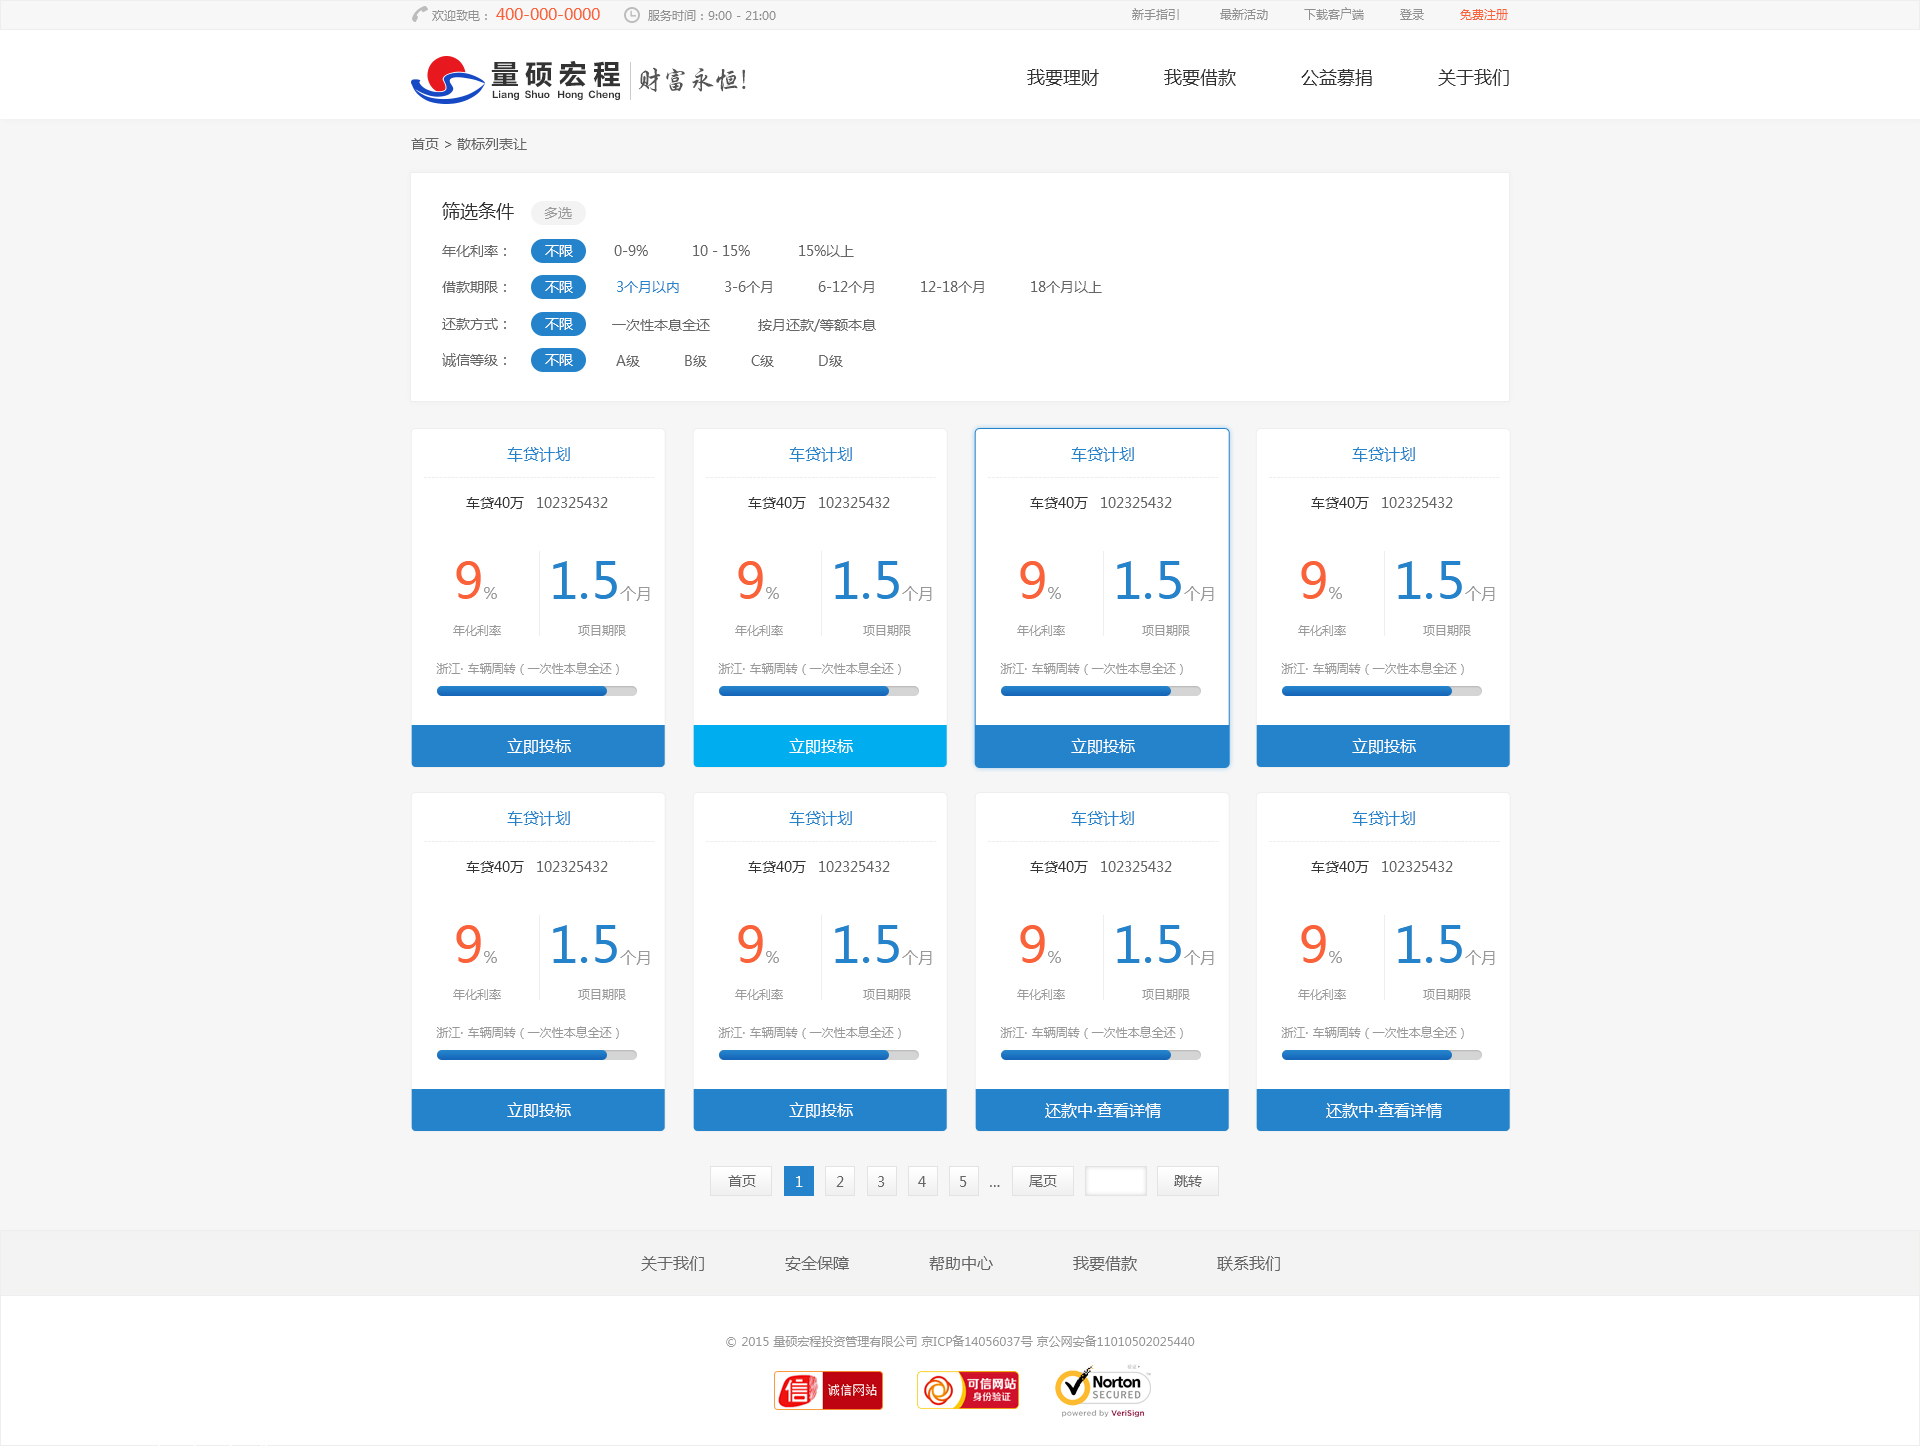 欢迎致电： 400-000-0000 服务时间：9:00 - 21:00 新手指引 最新活动 下载客户端 登录 免费注册
量硕宏程 财富永恒!
Liang Shuo Hong Cheng
我要理财 我要借款 公益募捐 关于我们
首页 > 散标列表让
筛选条件 多选
年化利率： 不限 0-9% 10 - 15% 15%以上
借款期限： 不限 3个月以内 3-6个月 6-12个月 12-18个月 18个月以上
还款方式： 不限 一次性本息全还 按月还款/等额本息
诚信等级： 不限 A级 B级 C级 D级
车贷计划 车贷计划 车贷计划 车贷计划
车贷40万 102325432 车贷40万 102325432 车贷40万 102325432 车贷40万 102325432
9% 1.5个月 9% 1.5个月 9% 1.5个月 9% 1.5个月
年化利率 项目期限 年化利率 项目期限 年化利率 项目期限 年化利率 项目期限
浙江· 车辆周转（一次性本息全还） 浙江· 车辆周转（一次性本息全还） 浙江· 车辆周转（一次性本息全还） 浙江· 车辆周转（一次性本息全还）
立即投标 立即投标 立即投标 立即投标
车贷计划 车贷计划 车贷计划 车贷计划
车贷40万 102325432 车贷40万 102325432 车贷40万 102325432 车贷40万 102325432
9% 1.5个月 9% 1.5个月 9% 1.5个月 9% 1.5个月
年化利率 项目期限 年化利率 项目期限 年化利率 项目期限 年化利率 项目期限
浙江· 车辆周转（一次性本息全还） 浙江· 车辆周转（一次性本息全还） 浙江· 车辆周转（一次性本息全还） 浙江· 车辆周转（一次性本息全还）
立即投标 立即投标 还款中·查看详情 还款中·查看详情
首页 1 2 3 4 5 ... 尾页 跳转
关于我们 安全保障 帮助中心 我要借款 联系我们
© 2015 量硕宏程投资管理有限公司 京ICP备14056037号 京公网安备11010502025440
信 诚信网站
可信网站
身份验证
Norton
SECURED
powered by VeriSign